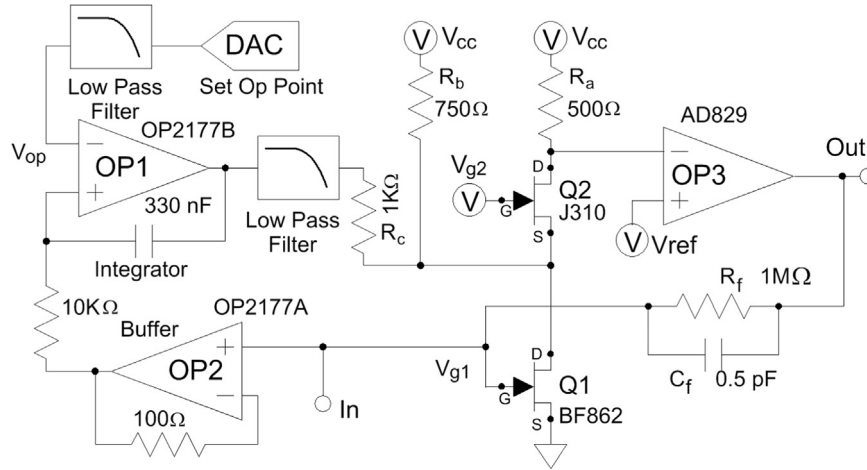 DAC
Low Pass
Filter
Set Op Point
V
Vcc
V
Vcc
Rb
750Ω
Ra
500Ω
AD829
OP2177B
Vop
−
OP1
+
330 nF
Integrator
Low Pass
Filter
1KΩ
Rc
Vg2
V
D
G
S
Q2
J310
−
OP3
+
Out
V
Vref
Rf
1MΩ
Cf
0.5 pF
10KΩ
Buffer
OP2177A
+
OP2
−
100Ω
In
Vg1
D
G
S
Q1
BF862